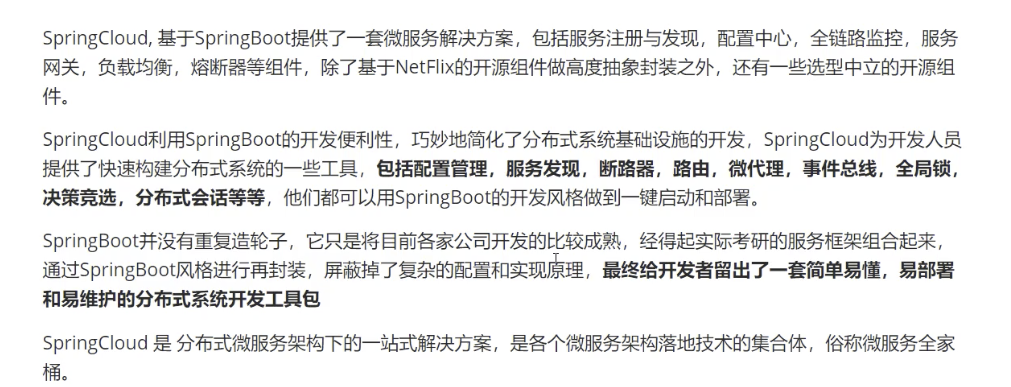 SpringCloud, 基于SpringBoot提供了一套微服务解决方案，包括服务注册与发现，配置中心，全链路监控，服务
网关，负载均衡，熔断器等组件，除了基于NetFlix的开源组件做高度抽象封装之外，还有一些选型中立的开源组
件。
SpringCloud利用SpringBoot的开发便利性，巧妙地简化了分布式系统基础设施的开发，SpringCloud为开发人员
提供了快速构建分布式系统的一些工具，包括配置管理，服务发现，断路器，路由，微代理，事件总线，全局锁，
决策竞选，分布式会话等等，他们都可以用SpringBoot的开发风格做到一键启动和部署。
SpringBoot并没有重复造轮子，它只是将目前各家公司开发的比较成熟，经得起实际考研的服务框架组合起来，
通过SpringBoot风格进行再封装，屏蔽掉了复杂的配置和实现原理，最终给开发者留出了一套简单易懂，易部署
和易维护的分布式系统开发工具包
SpringCloud 是 分布式微服务架构下的一站式解决方案，是各个微服务架构落地技术的集合体，俗称微服务全家
桶。